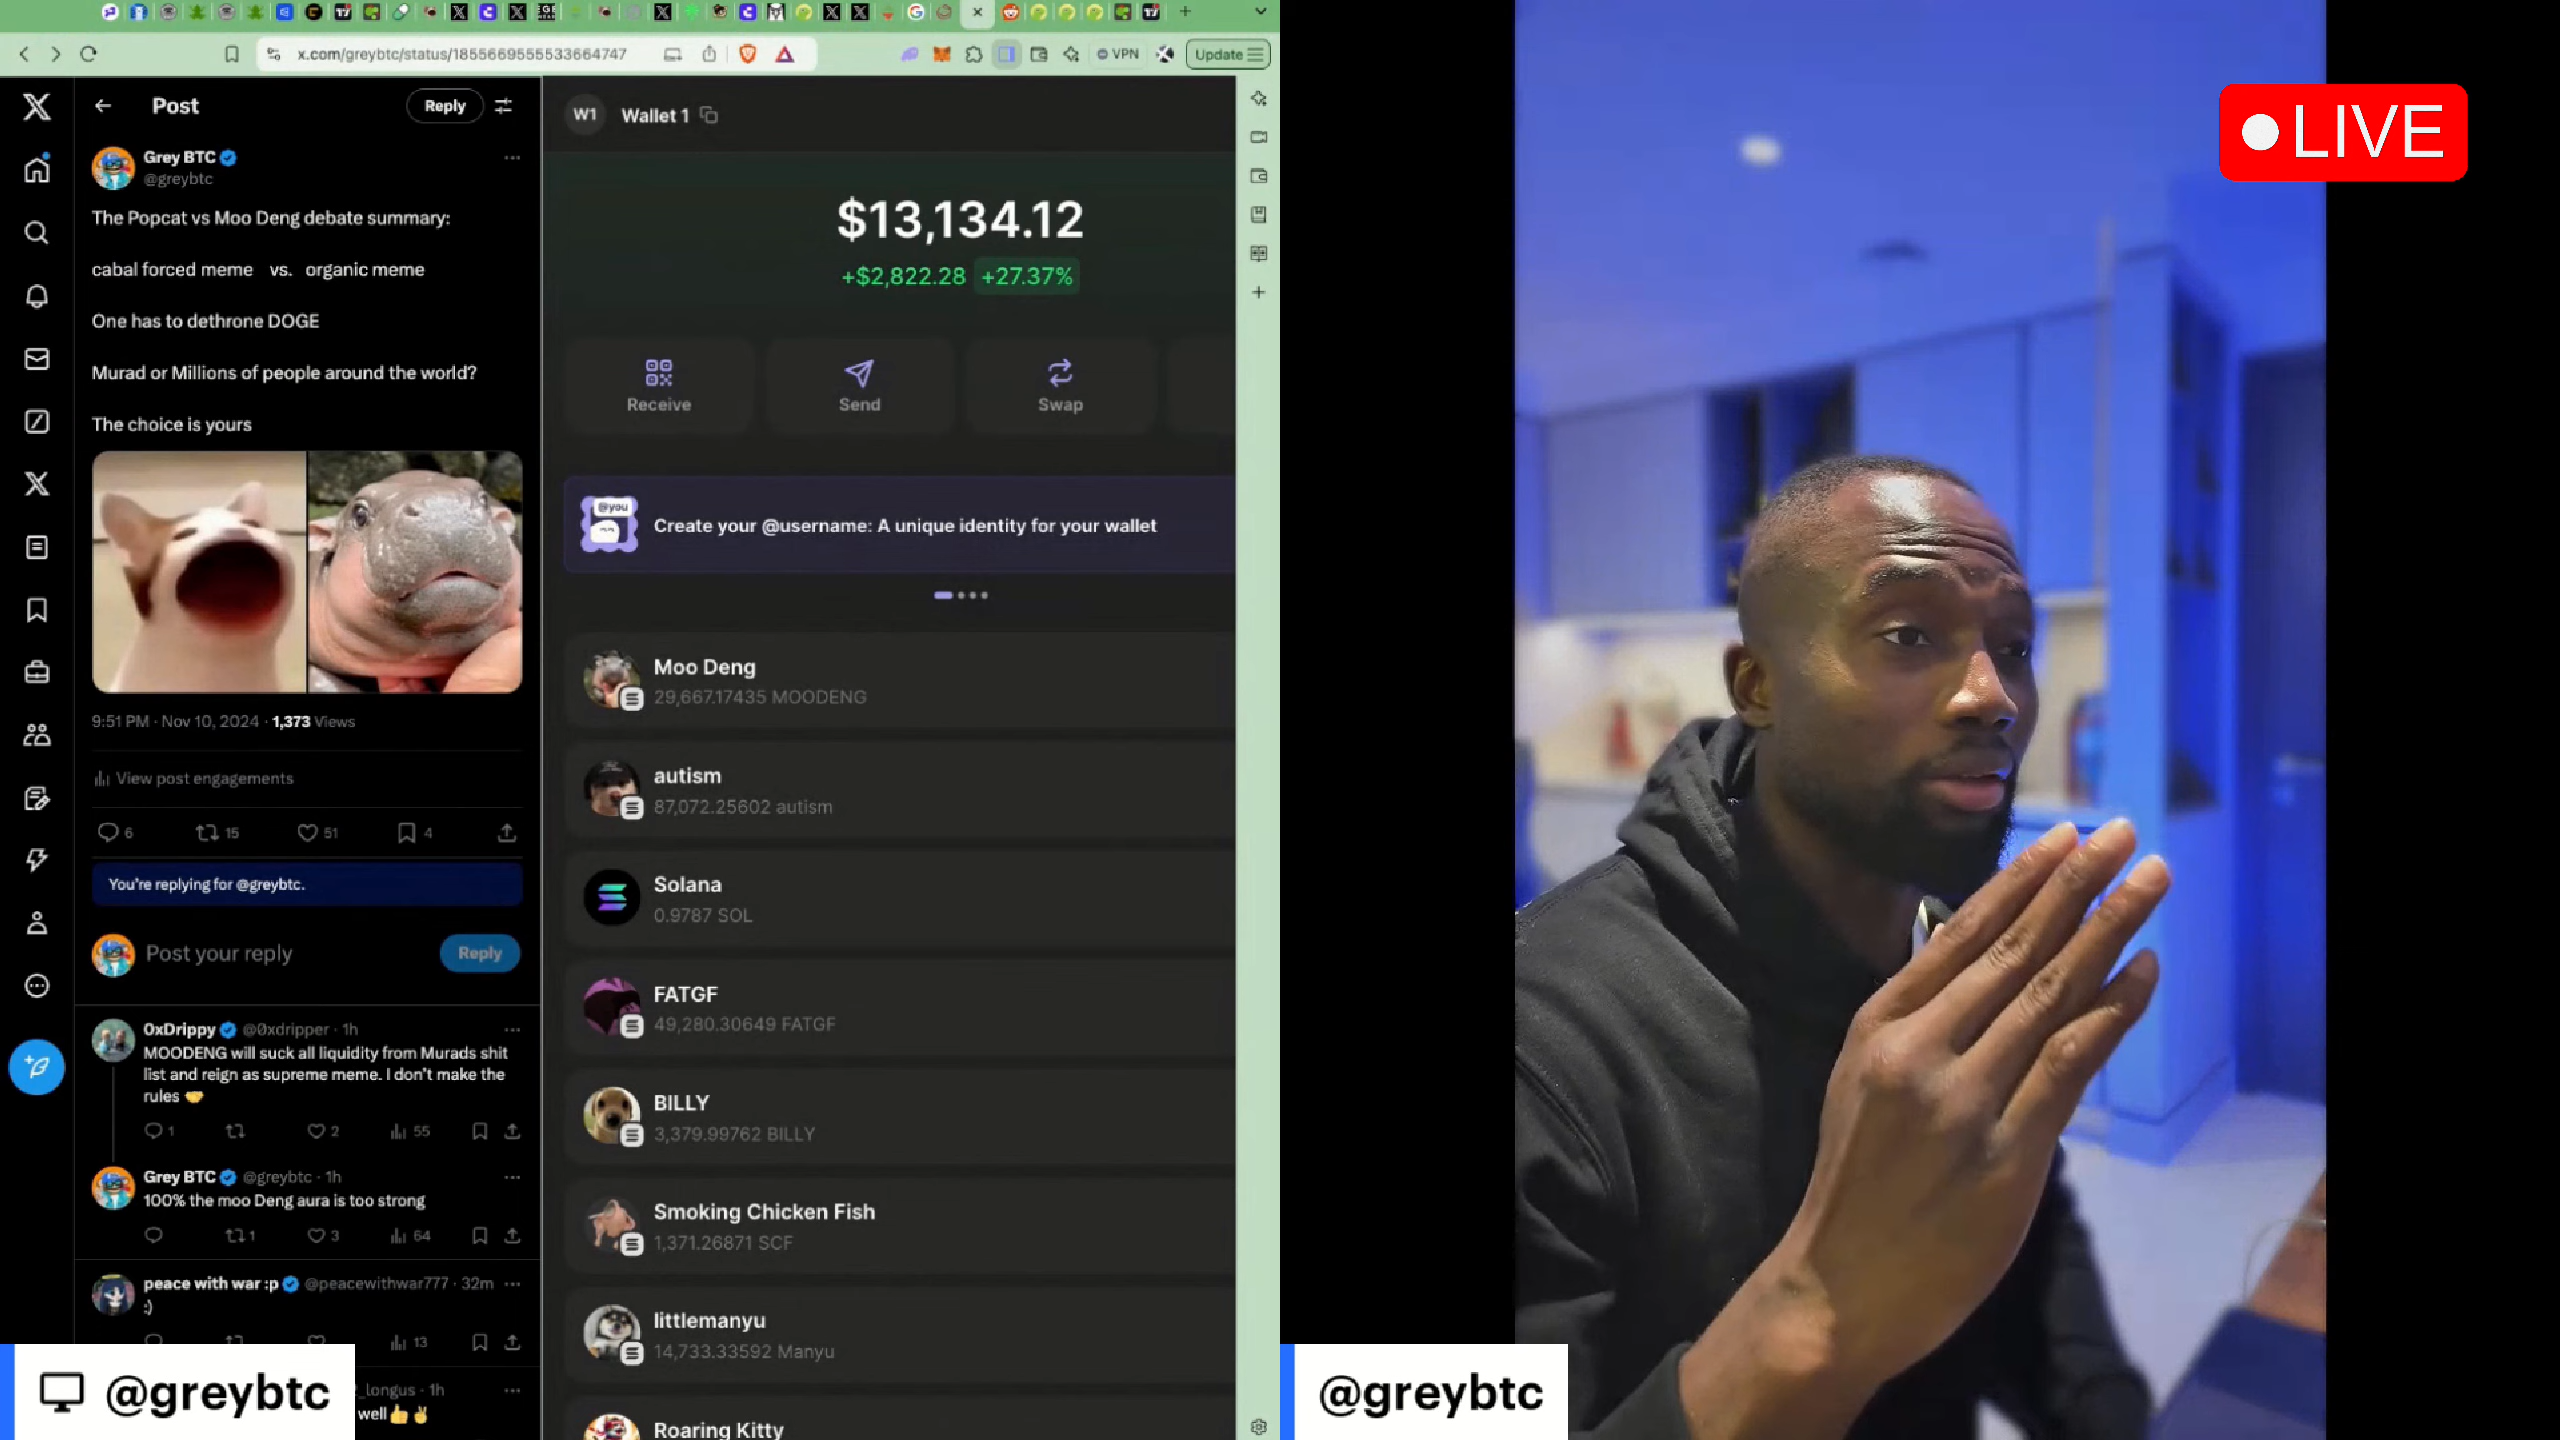 x.com/greybtc/status/1855669555533664747
VPN
Update
Post
Reply
Grey BTC
@greybtc
The Popcat vs Moo Deng debate summary:
cabal forced meme vs. organic meme
One has to dethrone DOGE
Murad or Millions of people around the world?
The choice is yours
9:51 PM · Nov 10, 2024 · 1,373 Views
View post engagements
6 15 51 4
You're replying for @greybtc.
Post your reply
Reply
0xDrippy @0xdripper · 1h
MOODENG will suck all liquidity from Murads shit
list and reign as supreme meme. I don't make the
rules 🤝
1 2 55
Grey BTC @greybtc · 1h
100% the moo Deng aura is too strong
1 3 64
peace with war :p @peacewithwar777 · 32m
:)
13
_longus · 1h
well👍✌️
@greybtc
W1 Wallet 1
$13,134.12
+$2,822.28 +27.37%
Receive
Send
Swap
@you
Create your @username: A unique identity for your wallet
Moo Deng
29,667.17435 MOODENG
autism
87,072.25602 autism
Solana
0.9787 SOL
FATGF
49,280.30649 FATGF
BILLY
3,379.99762 BILLY
Smoking Chicken Fish
1,371.26871 SCF
littlemanyu
14,733.33592 Manyu
Roaring Kitty
LIVE
@greybtc